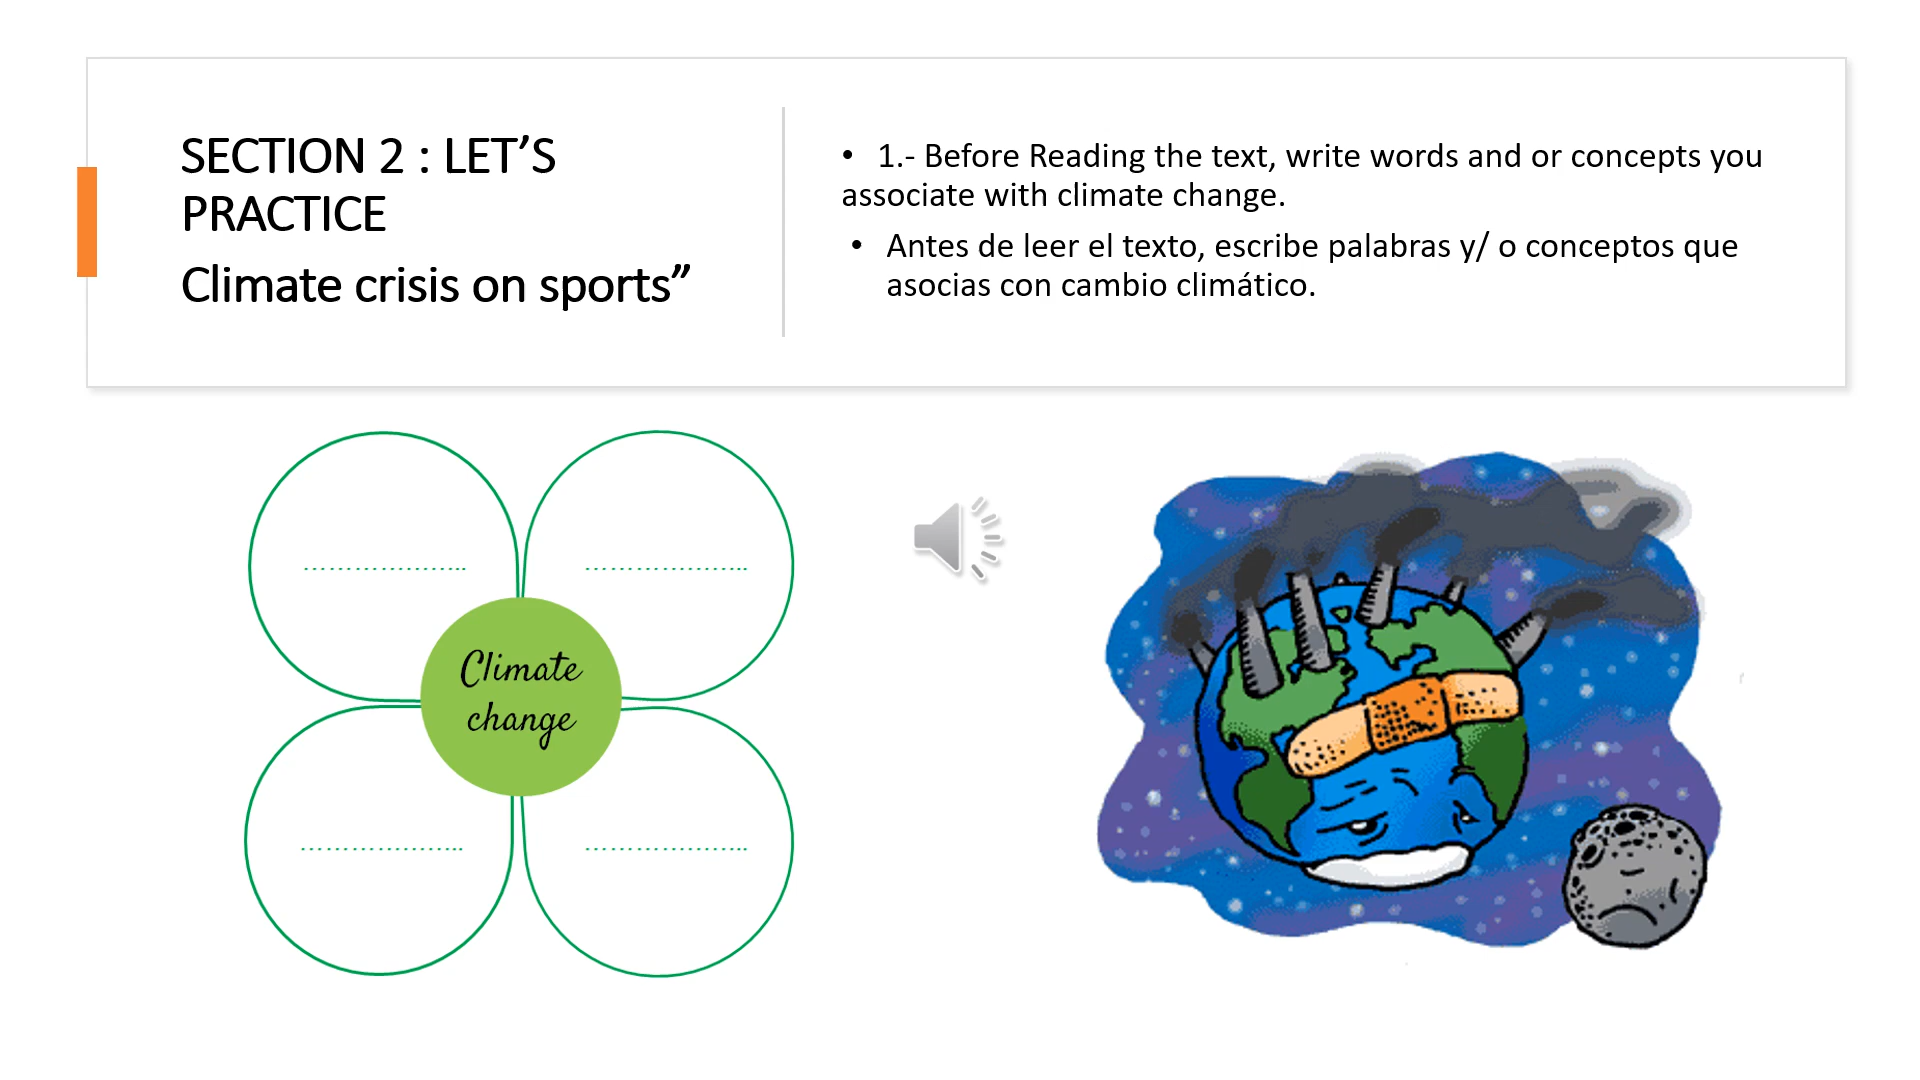 SECTION 2 : LET’S
PRACTICE
Climate crisis on sports”
• 1.- Before Reading the text, write words and or concepts you
associate with climate change.
• Antes de leer el texto, escribe palabras y/ o conceptos que
asocias con cambio climático.
………………..
………………..
Climate
change
………………..
………………..